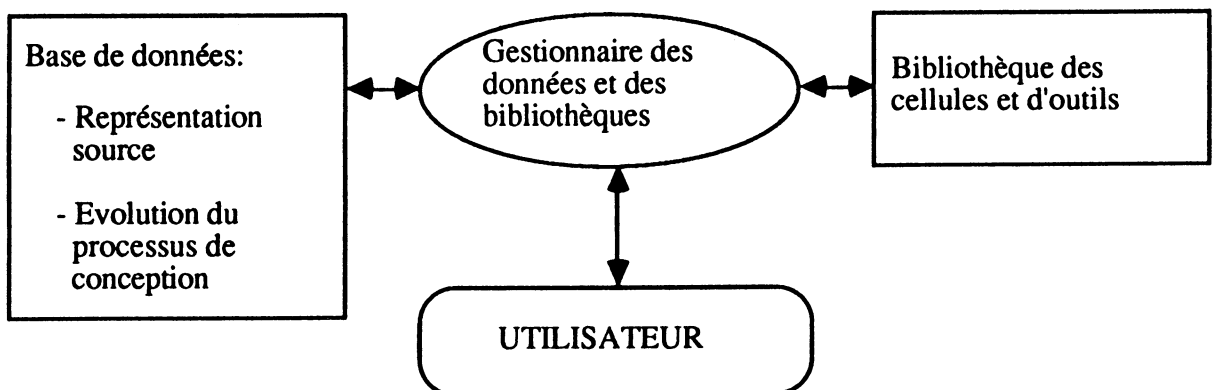 Base de données:
- Représentation
source
- Evolution du
processus de
conception
Gestionnaire des
données et des
bibliothèques
Bibliothèque des
cellules et d'outils
UTILISATEUR